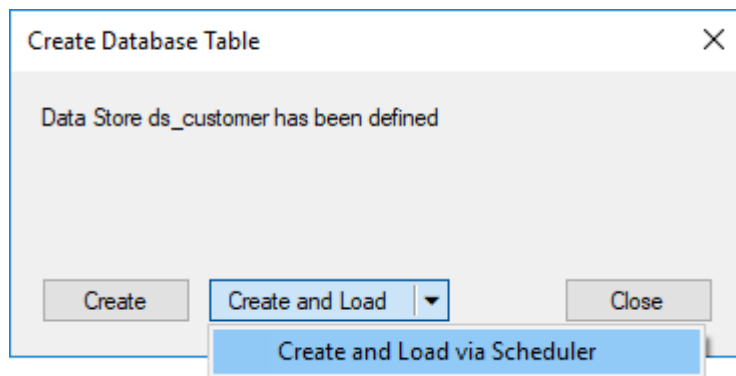 Create Database Table
Data Store ds_customer has been defined
Create
Create and Load
Close
Create and Load via Scheduler